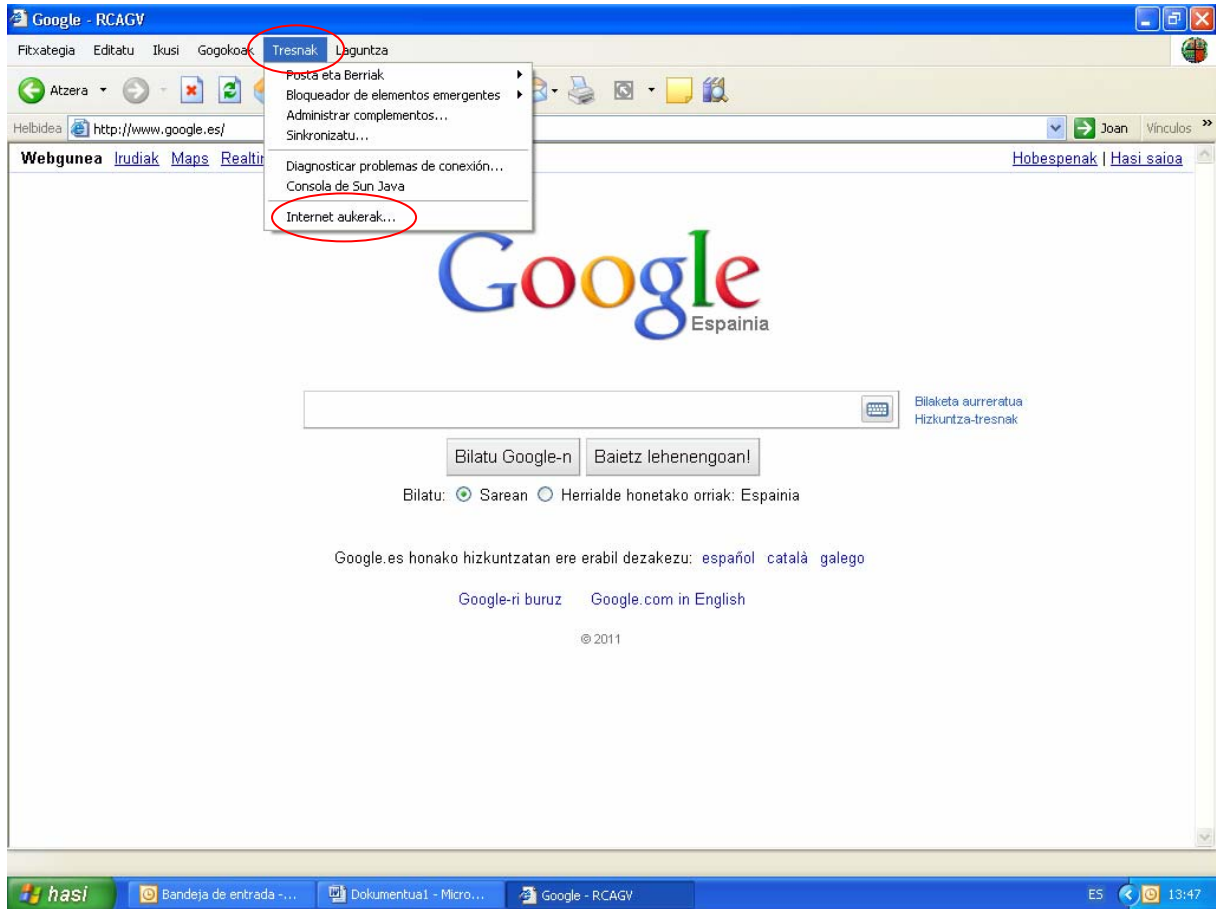 Google - RCAGV
Fitxategia Editatu Ikusi Gogokoak Tresnak Laguntza
Atzera
Posta eta Berriak
Bloqueador de elementos emergentes
Administrar complementos...
Sinkronizatu...
Diagnosticar problemas de conexión...
Consola de Sun Java
Internet aukerak...
Helbidea http://www.google.es/ Joan Vínculos »
Webgunea Irudiak Maps Hobespenak | Hasi saioa
Google
Espainia
Bilaketa aurreratua
Hizkuntza-tresnak
Bilatu Google-n Baietz lehenengoan!
Bilatu: Sarean Herrialde honetako orriak: Espainia
Google.es honako hizkuntzatan ere erabil dezakezu: español català galego
Google-ri buruz Google.com in English
© 2011
hasi Bandeja de entrada -... Dokumentua1 - Micro... Google - RCAGV ES 13:47